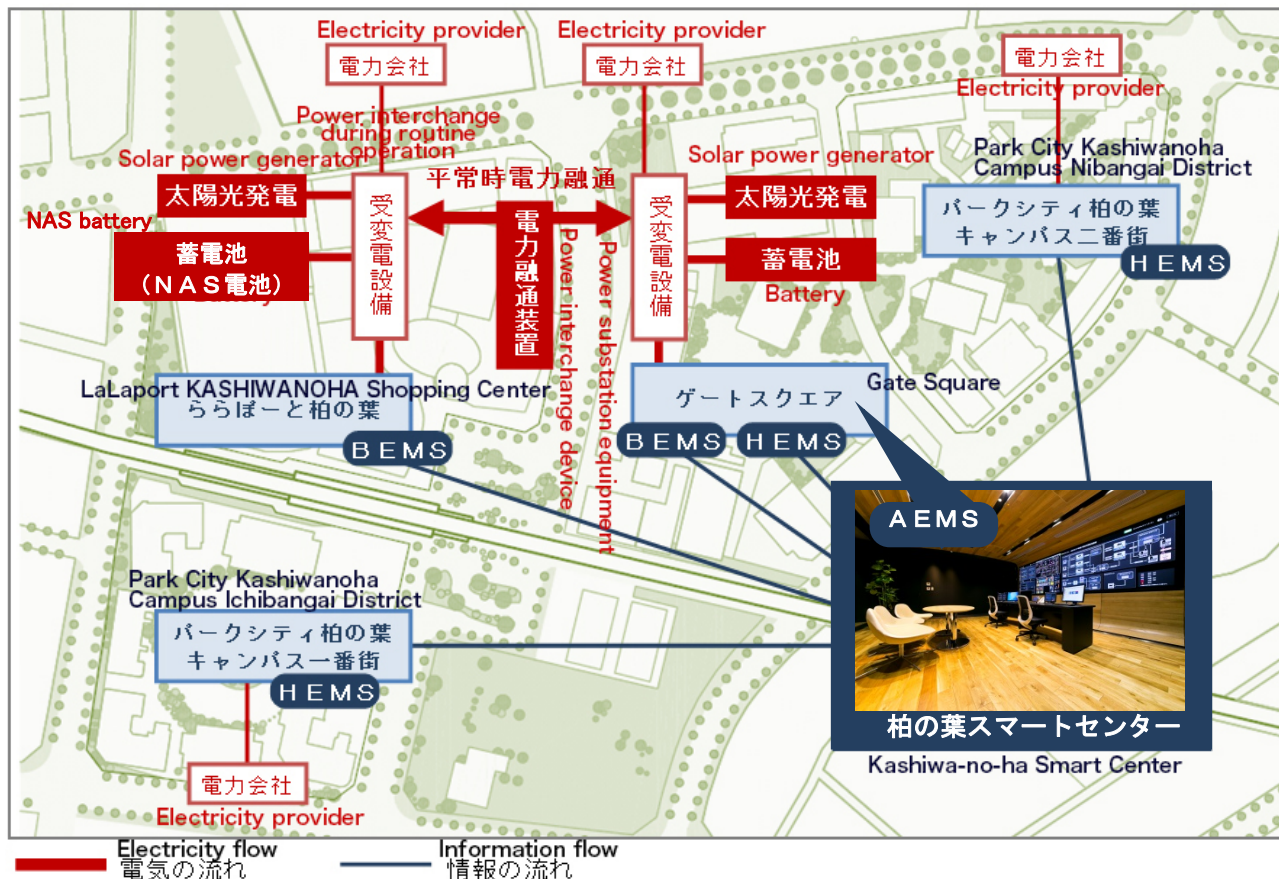 Electricity provider
電力会社
Electricity provider
電力会社
電力会社
Electricity provider
Power interchange
during routine
operation
平常時電力融通
Solar power generator
太陽光発電
NAS battery
蓄電池
（ＮＡＳ電池）
受変電設備
電力融通装置
Power interchange device
Power substation equipment
受変電設備
Solar power generator
太陽光発電
蓄電池
Battery
Park City Kashiwanoha
Campus Nibangai District
パークシティ柏の葉
キャンパス二番街
ＨＥＭＳ
LaLaport KASHIWANOHA Shopping Center
ららぽーと柏の葉
ＢＥＭＳ
Gate Square
ゲートスクエア
ＢＥＭＳ
ＨＥＭＳ
ＡＥＭＳ
柏の葉スマートセンター
Kashiwa-no-ha Smart Center
Park City Kashiwanoha
Campus Ichibangai District
パークシティ柏の葉
キャンパス一番街
ＨＥＭＳ
電力会社
Electricity provider
Electricity flow
電気の流れ
Information flow
情報の流れ